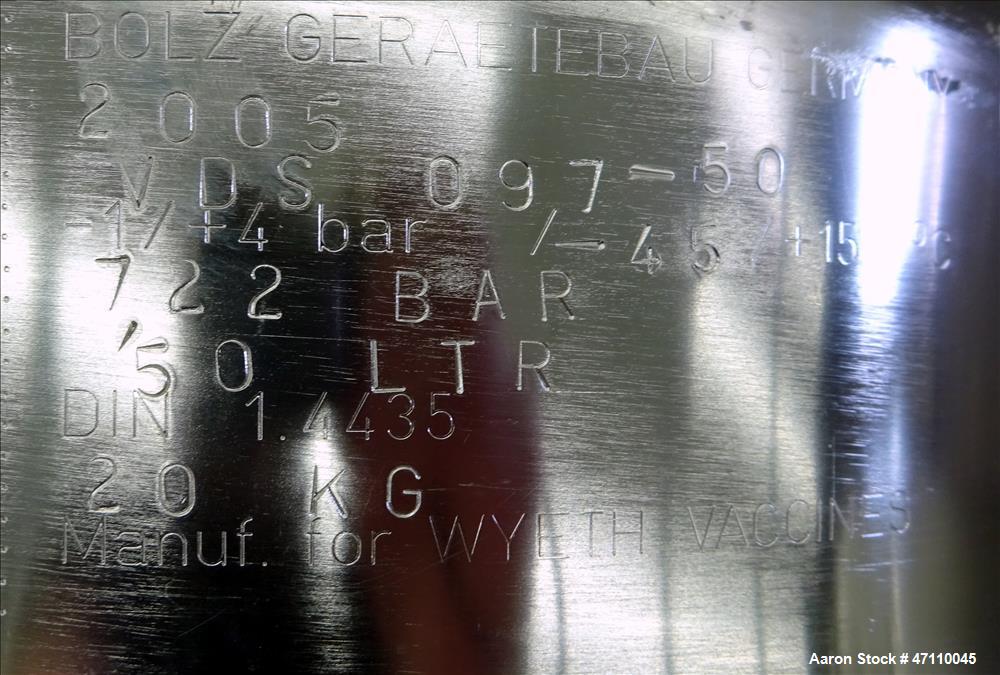 BOLZ GERAETEBAU GERMANY
2005
VDS 097-50
-1/+4 bar /-45/+15 °C
7,22 BAR
50 LTR
DIN 1.4435
20 KG
Manuf. for WYETH VACCINES
Aaron Stock # 47110045